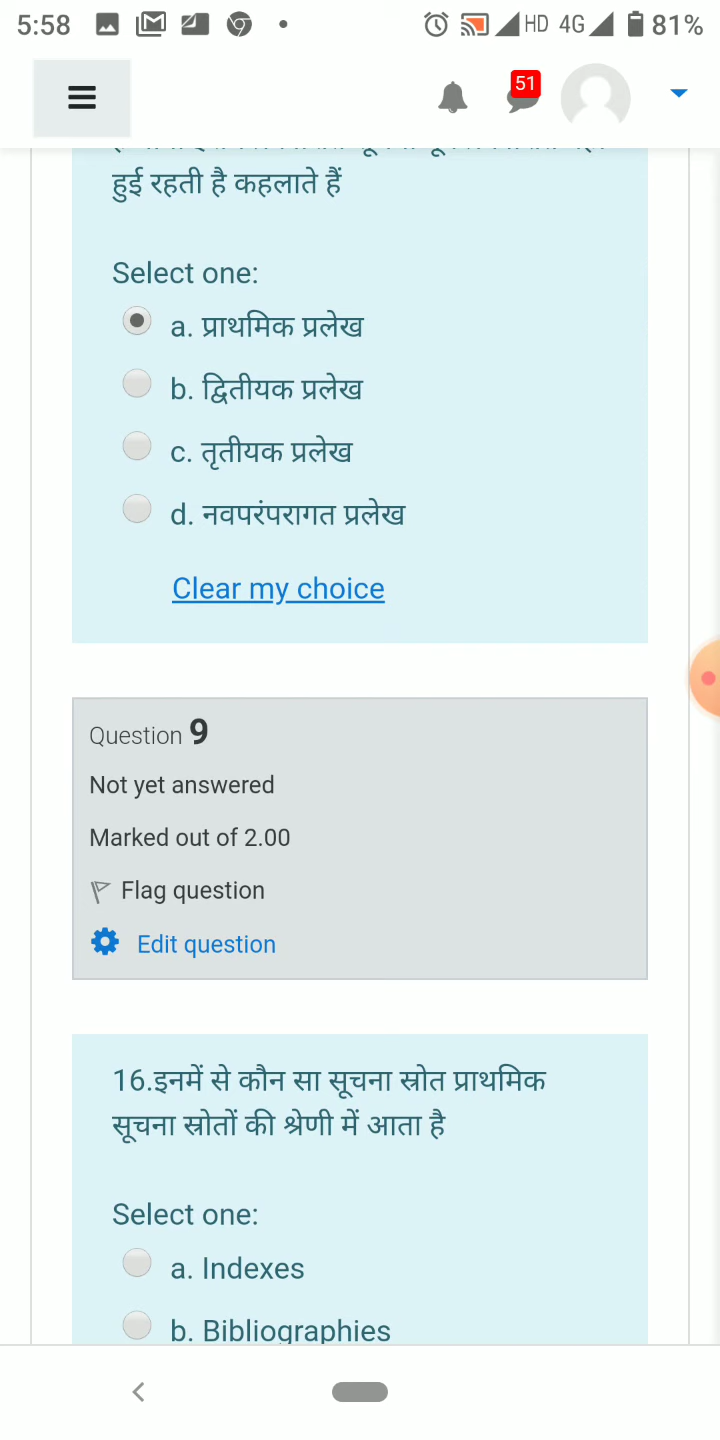 5:58 HD 4G 81%
51
हुई रहती है कहलाते हैं
Select one:
a. प्राथमिक प्रलेख
b. द्वितीयक प्रलेख
c. तृतीयक प्रलेख
d. नवपरंपरागत प्रलेख
Clear my choice
Question 9
Not yet answered
Marked out of 2.00
Flag question
Edit question
16.इनमें से कौन सा सूचना स्रोत प्राथमिक
सूचना स्रोतों की श्रेणी में आता है
Select one:
a. Indexes
b. Bibliographies